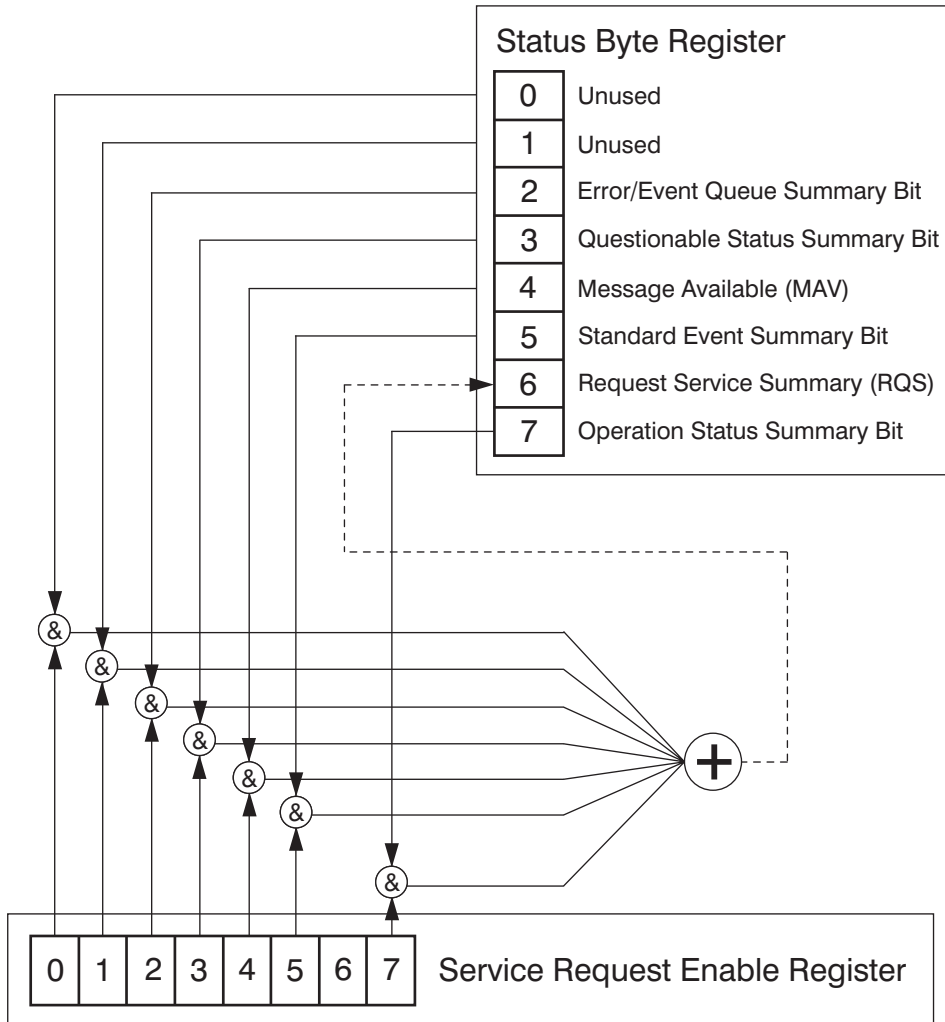 Status Byte Register
0 Unused
1 Unused
2 Error/Event Queue Summary Bit
3 Questionable Status Summary Bit
4 Message Available (MAV)
5 Standard Event Summary Bit
6 Request Service Summary (RQS)
7 Operation Status Summary Bit
&
&
&
&
&
&
&
+
0 1 2 3 4 5 6 7 Service Request Enable Register